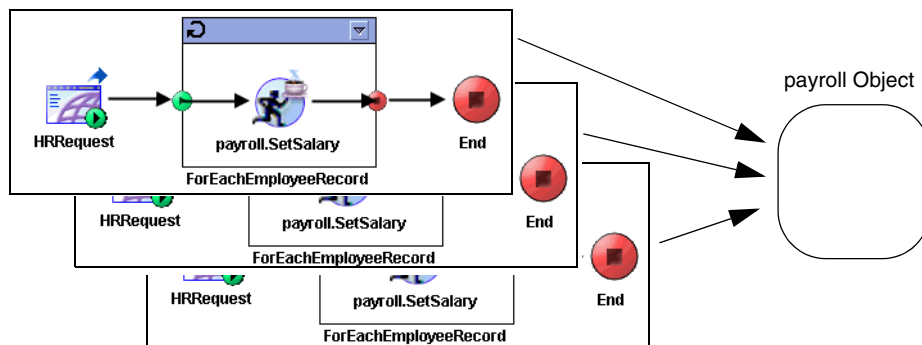 payroll Object
HRRequest
payroll.SetSalary
End
ForEachEmployeeRecord
HRRequest
payroll.SetSalary
End
ForEachEmployeeRecord
HRRequest
payroll.SetSalary
End
ForEachEmployeeRecord